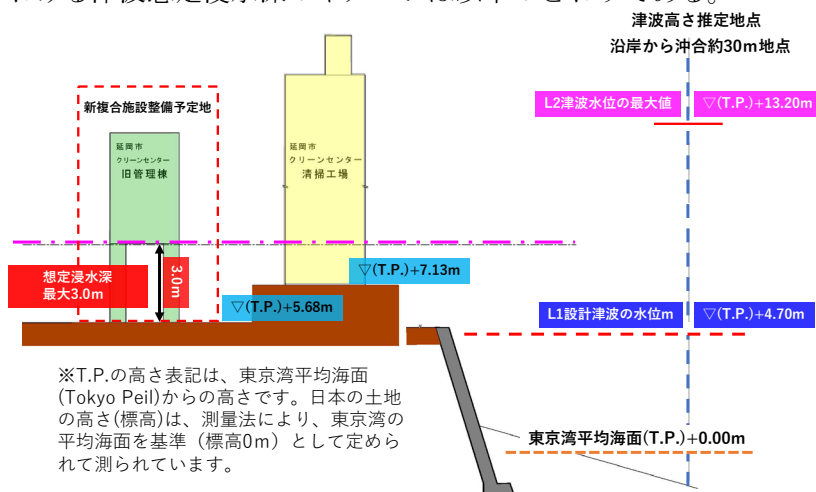 津波高さ推定地点
沿岸から沖合約30m地点
新複合施設整備予定地
L2津波水位の最大値
▽(T.P.)+13.20m
延岡市
クリーンセンター
旧管理棟
延岡市
クリーンセンター
清掃工場
想定浸水深
最大3.0m
3.0m
▽(T.P.)+7.13m
▽(T.P.)+5.68m
L1設計津波の水位m
▽(T.P.)+4.70m
※T.P.の高さ表記は、東京湾平均海面
(Tokyo Peil)からの高さです。日本の土地
の高さ(標高)は、測量法により、東京湾の
平均海面を基準（標高0m）として定めら
れて測られています。
東京湾平均海面(T.P.)+0.00m